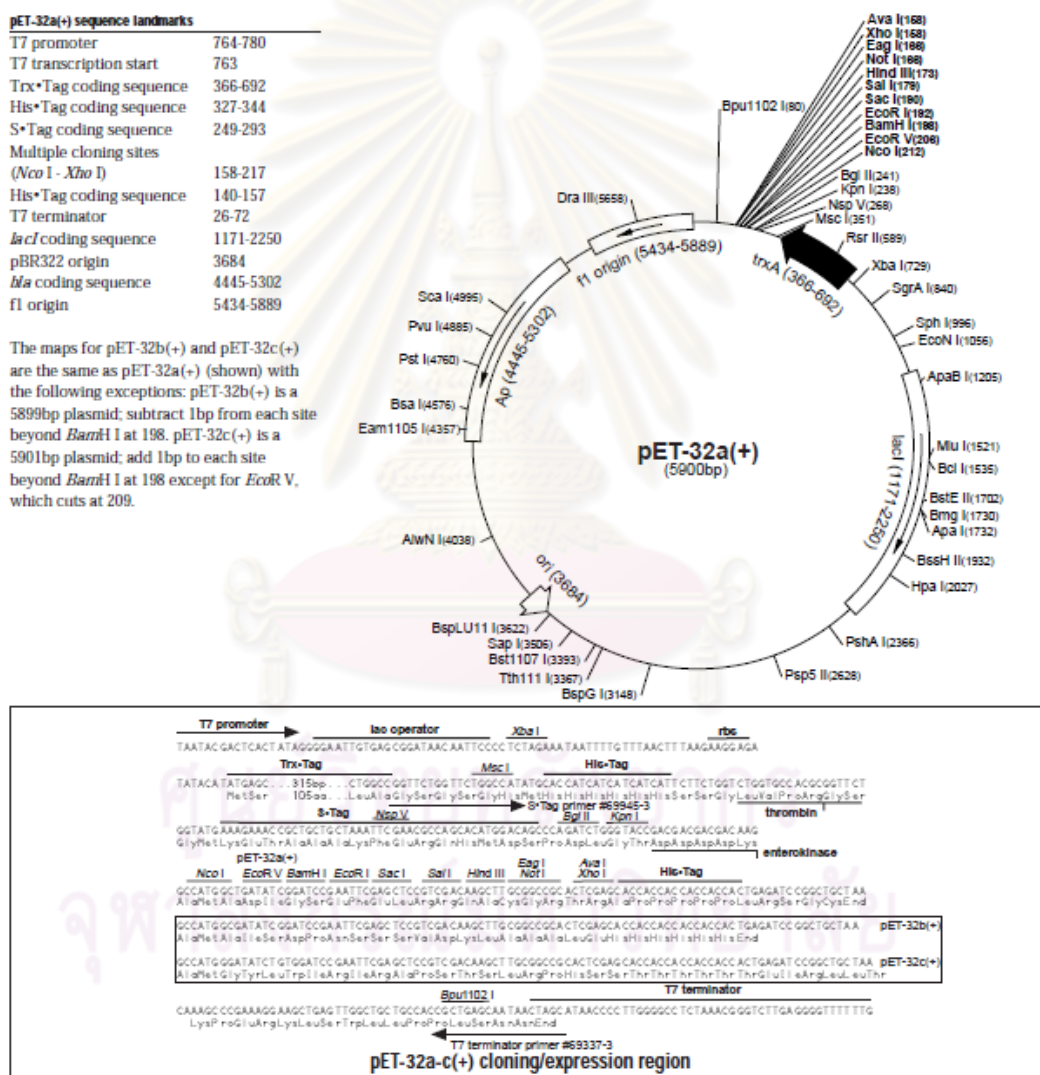 pET-32a(+) sequence landmarks
T7 promoter 764-780
T7 transcription start 763
Trx•Tag coding sequence 366-692
His•Tag coding sequence 327-344
S•Tag coding sequence 249-293
Multiple cloning sites
(Nco I - Xho I) 158-217
His•Tag coding sequence 140-157
T7 terminator 26-72
lacI coding sequence 1171-2250
pBR322 origin 3684
bla coding sequence 4445-5302
f1 origin 5434-5889
The maps for pET-32b(+) and pET-32c(+)
are the same as pET-32a(+) (shown) with
the following exceptions: pET-32b(+) is a
5899bp plasmid; subtract 1bp from each site
beyond BamH I at 198. pET-32c(+) is a
5901bp plasmid; add 1bp to each site
beyond BamH I at 198 except for EcoR V,
which cuts at 209.
Ava I(158)
Xho I(158)
Eag I(166)
Not I(166)
Hind III(173)
Sal I(179)
Sac I(190)
EcoR I(192)
BamH I(198)
EcoR V(206)
Nco I(212)
Bpu1102 I(80)
Bgl II(241)
Kpn I(238)
Nsp V(268)
Msc I(351)
Rsr II(589)
Xba I(729)
SgrA I(840)
Sph I(996)
EcoN I(1056)
ApaB I(1205)
Mlu I(1521)
Bcl I(1535)
BstE II(1702)
Bmg I(1730)
Apa I(1732)
BssH II(1932)
Hpa I(2027)
PshA I(2366)
Psp5 II(2628)
BspG I(3148)
Tth111 I(3367)
Bst1107 I(3393)
Sap I(3506)
BspLU11 I(3622)
AlwN I(4038)
Eam1105 I(4357)
Bsa I(4576)
Pst I(4760)
Pvu I(4885)
Sca I(4995)
Dra III(5658)
f1 origin (5434-5889)
trxA (366-692)
lacI (1171-2250)
ori (3684)
Ap (4445-5302)
pET-32a(+)
(5900bp)
T7 promoter lac operator Xba I rbs
TAATACGACTCACTATAGGGGAATTGTGAGCGGATAACAATTCCCCTCTAGAAATAATTTTGTTTAACTTTAAGAAGGAGA
Trx•Tag Msc I His•Tag
TATACATATGAGC...315bp...CTGGCCGGTTCTGGTTCTGGCCATATGCACCATCATCATCATCATTCTTCTGGTCTGGTGCCACGCGGTTCT
MetSer 105aa...LeuAlaGlySerGlySerGlyHisMetHisHisHisHisHisHisSerSerGlyLeuValProArgGlySer
S•Tag primer #69945-3 thrombin
S•Tag Nsp V Bgl II Kpn I
GGTATGAAAGAAACCGCTGCTGCTAAATTCGAACGCCAGCACATGGACAGCCCAGATCTGGGTACCGACGACGACGACAAG
GlyMetLysGluThrAlaAlaAlaLysPheGluArgGlnHisMetAspSerProAspLeuGlyThrAspAspAspAspLys
enterokinase
pET-32a(+)
Nco I EcoR V BamH I EcoR I Sac I Sal I Hind III Eag I Not I Ava I Xho I His•Tag
GCCATGGCTGATATCGGATCCGAATTCGAGCTCCGTCGACAAGCTTGCGGCCGCACTCGAGCACCACCACCACCACCACTGAGATCCGGCTGCTAA
AlaMetAlaAspIleGlySerGluPheGluLeuArgArgGlnAlaCysGlyArgThrArgAlaProProProProProLeuArgSerGlyCysEnd
GCCATGGCGATATCGGATCCGAATTCGAGCTCCGTCGACAAGCTTGCGGCCGCACTCGAGCACCACCACCACCACCACTGAGATCCGGCTGCTAA pET-32b(+)
AlaMetAlaIleSerAspProAsnSerSerSerValAspLysLeuAlaAlaAlaLeuGluHisHisHisHisHisHisEnd
GCCATGGGATATCTGTGGATCCGAATTCGAGCTCCGTCGACAAGCTTGCGGCCGCACTCGAGCACCACCACCACCACCACTGAGATCCGGCTGCTAA pET-32c(+)
AlaMetGlyTyrLeuTrpIleArgIleArgAlaProSerThrSerLeuArgProHisSerSerThrThrThrThrThrThrGluIleArgLeuLeuThr
Bpu1102 I T7 terminator
CAAAGCCCGAAAGGAAGCTGAGTTGGCTGCTGCCACCGCTGAGCAATAACTAGCATAACCCCTTGGGGCCTCTAAACGGGTCTTGAGGGGTTTTTTG
LysProGluArgLysLeuSerTrpLeuLeuProProLeuSerAsnAsnEnd
T7 terminator primer #69337-3
pET-32a-c(+) cloning/expression region